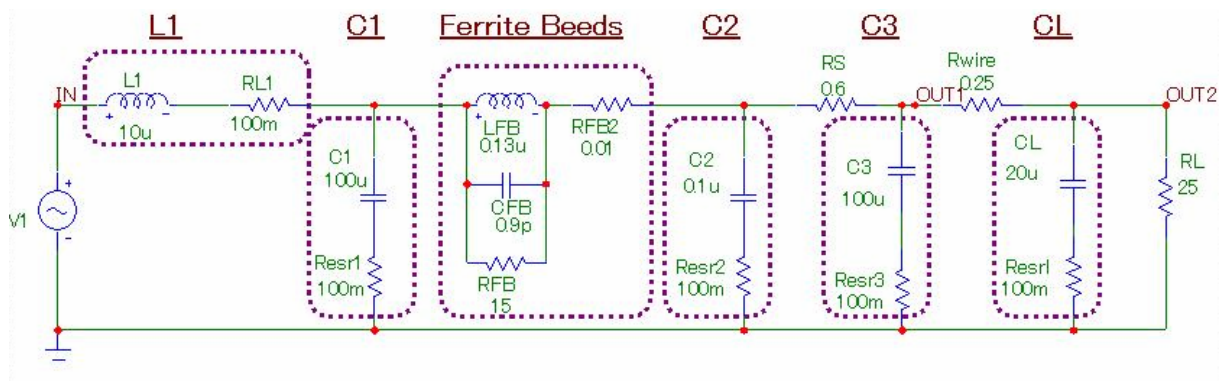 L1
C1
Ferrite Beeds
C2
C3
CL
IN
L1
+
-
10u
RL1
100m
C1
100u
Resr1
100m
+
-
LFB
0.13u
CFB
0.9p
RFB
15
RFB2
0.01
C2
0.1u
Resr2
100m
RS
0.6
C3
100u
Resr3
100m
OUT1
Rwire
0.25
CL
20u
Resrl
100m
OUT2
RL
25
V1
+
-